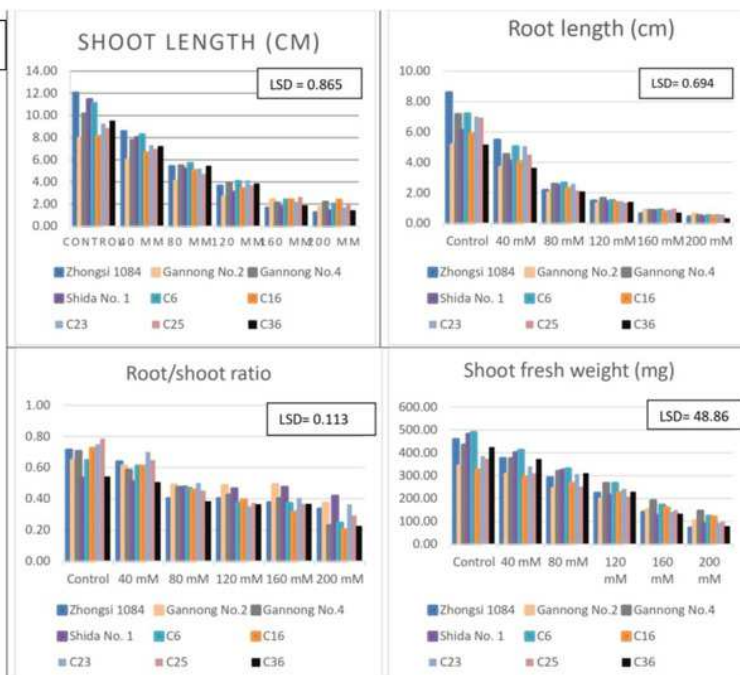 SHOOT LENGTH (CM)
LSD = 0.865
14.00
12.00
10.00
8.00
6.00
4.00
2.00
0.00
CONTROL 40 MM 80 MM 120 MM 160 MM 200 MM
Zhongsi 1084 Gannong No.2 Gannong No.4
Shida No. 1 C6 C16
C23 C25 C36
Root length (cm)
LSD= 0.694
10.00
8.00
6.00
4.00
2.00
0.00
Control 40 mM 80 mM 120 mM 160 mM 200 mM
Zhongsi 1084 Gannong No.2 Gannong No.4
Shida No. 1 C6 C16
C23 C25 C36
Root/shoot ratio
LSD= 0.113
1.00
0.80
0.60
0.40
0.20
0.00
Control 40 mM 80 mM 120 mM 160 mM 200 mM
Zhongsi 1084 Gannong No.2 Gannong No.4
Shida No. 1 C6 C16
C23 C25 C36
Shoot fresh weight (mg)
LSD= 48.86
600.00
500.00
400.00
300.00
200.00
100.00
0.00
Control 40 mM 80 mM 120 160 200
mM mM mM
Zhongsi 1084 Gannong No.2 Gannong No.4
Shida No. 1 C6 C16
C23 C25 C36